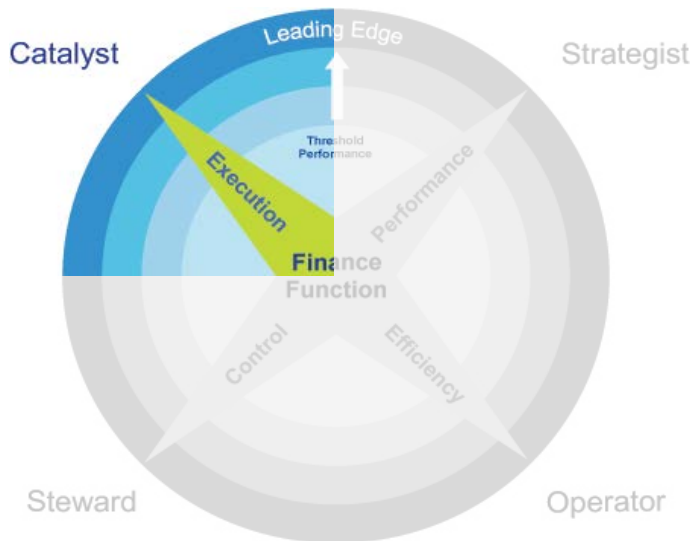 Leading Edge
Catalyst
Strategist
Threshold
Performance
Execution
Performance
Finance
Function
Control
Efficiency
Steward
Operator